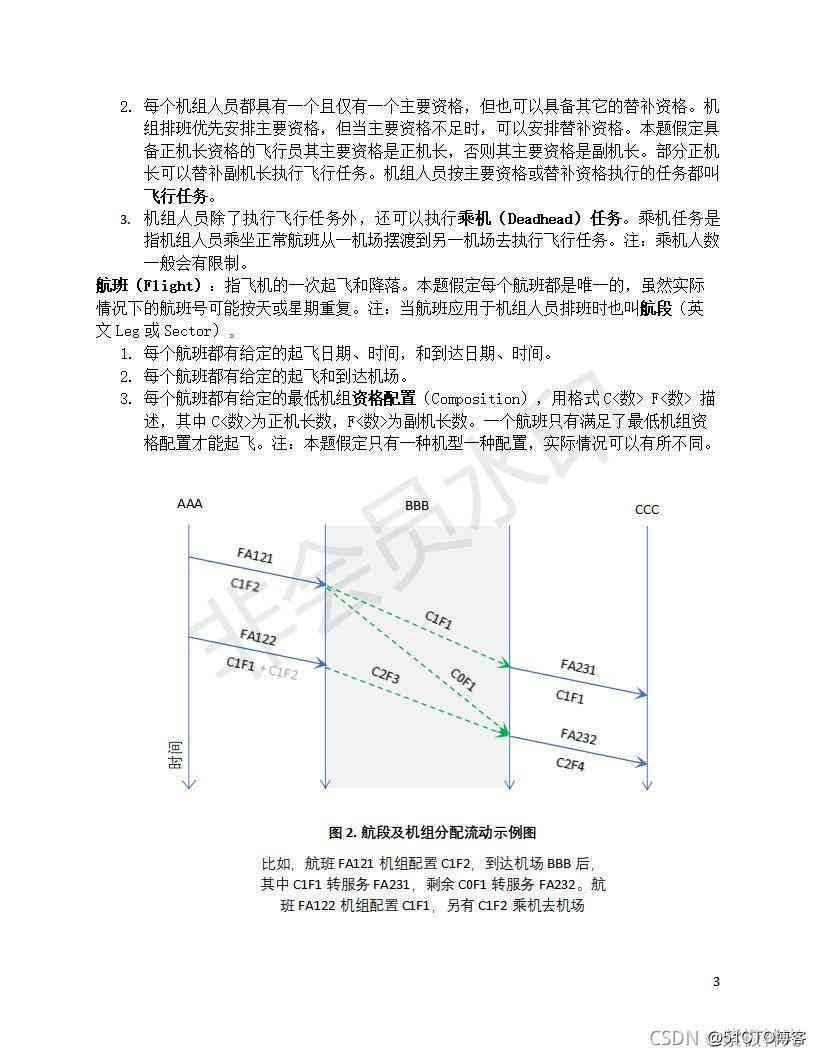 2. 每个机组人员都具有一个且仅有一个主要资格，但也可以具备其它的替补资格。机
组排班优先安排主要资格，但当主要资格不足时，可以安排替补资格。本题假定具
备正机长资格的飞行员其主要资格是正机长，否则其主要资格是副机长。部分正机
长可以替补副机长执行飞行任务。机组人员按主要资格或替补资格执行的任务都叫
飞行任务。
3. 机组人员除了执行飞行任务外，还可以执行乘机（Deadhead）任务。乘机任务是
指机组人员乘坐正常航班从一机场摆渡到另一机场去执行飞行任务。注：乘机人数
一般会有限制。
航班（Flight）：指飞机的一次起飞和降落。本题假定每个航班都是唯一的，虽然实际
情况下的航班号可能按天或星期重复。注：当航班应用于机组人员排班时也叫航段（英
文 Leg 或 Sector）。
1. 每个航班都有给定的起飞日期、时间，和到达日期、时间。
2. 每个航班都有给定的起飞和到达机场。
3. 每个航班都有给定的最低机组资格配置（Composition），用格式 C<数> F<数> 描
述，其中 C<数>为正机长数，F<数>为副机长数。一个航班只有满足了最低机组资
格配置才能起飞。注：本题假定只有一种机型一种配置，实际情况可以有所不同。
AAA
BBB
CCC
FA121
C1F2
FA122
C1F1 + C1F2
C1F1
C0F1
C2F3
FA231
C1F1
FA232
C2F4
时间
非会员水印
图 2. 航段及机组分配流动示例图
比如，航班 FA121 机组配置 C1F2，到达机场 BBB 后，
其中 C1F1 转服务 FA231，剩余 C0F1 转服务 FA232。航
班 FA122 机组配置 C1F1，另有 C1F2 乘机去机场
3
CSDN
@51CTO博客